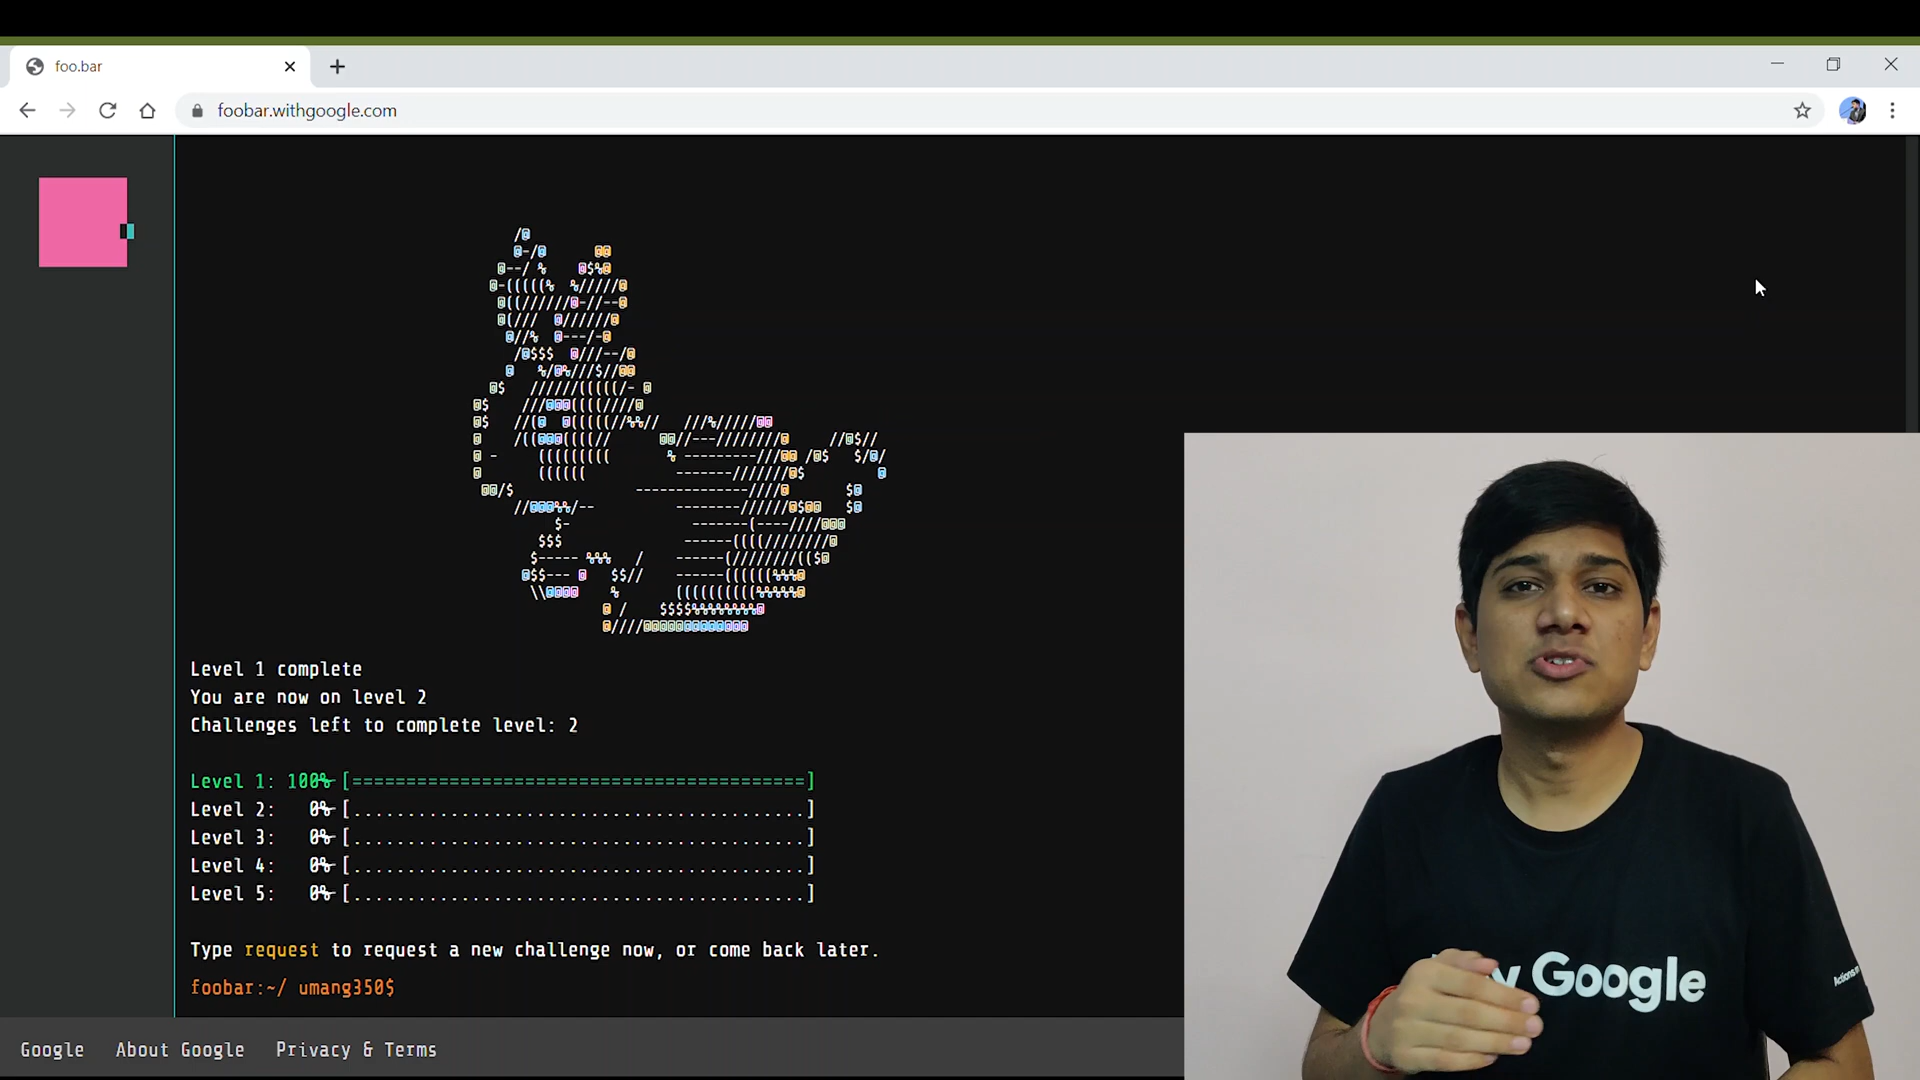 foo.bar
foobar.withgoogle.com
Level 1 complete
You are now on level 2
Challenges left to complete level: 2
Level 1: 100% [==========================================]
Level 2: 0% [..........................................]
Level 3: 0% [..........................................]
Level 4: 0% [..........................................]
Level 5: 0% [..........................................]
Type request to request a new challenge now, or come back later.
foobar:~/ umang350$
Google
Actions
Google About Google Privacy & Terms